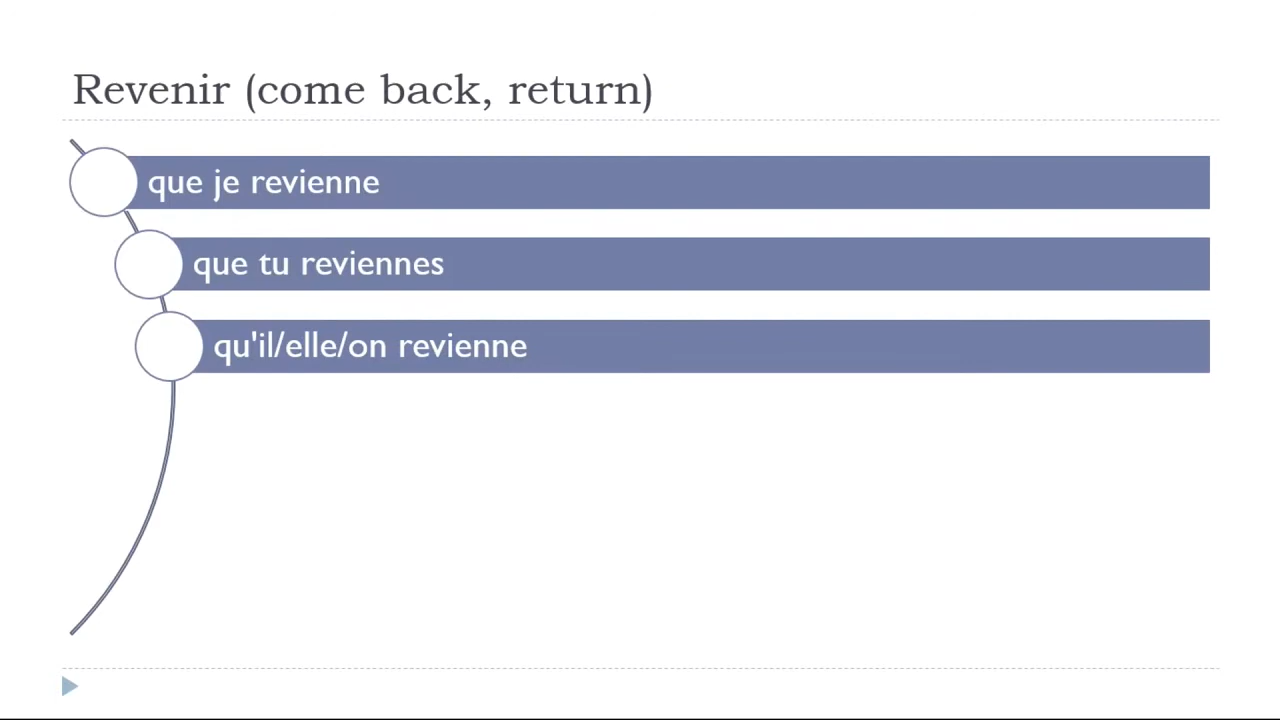 Revenir (come back, return)
que je revienne
que tu reviennes
qu'il/elle/on revienne